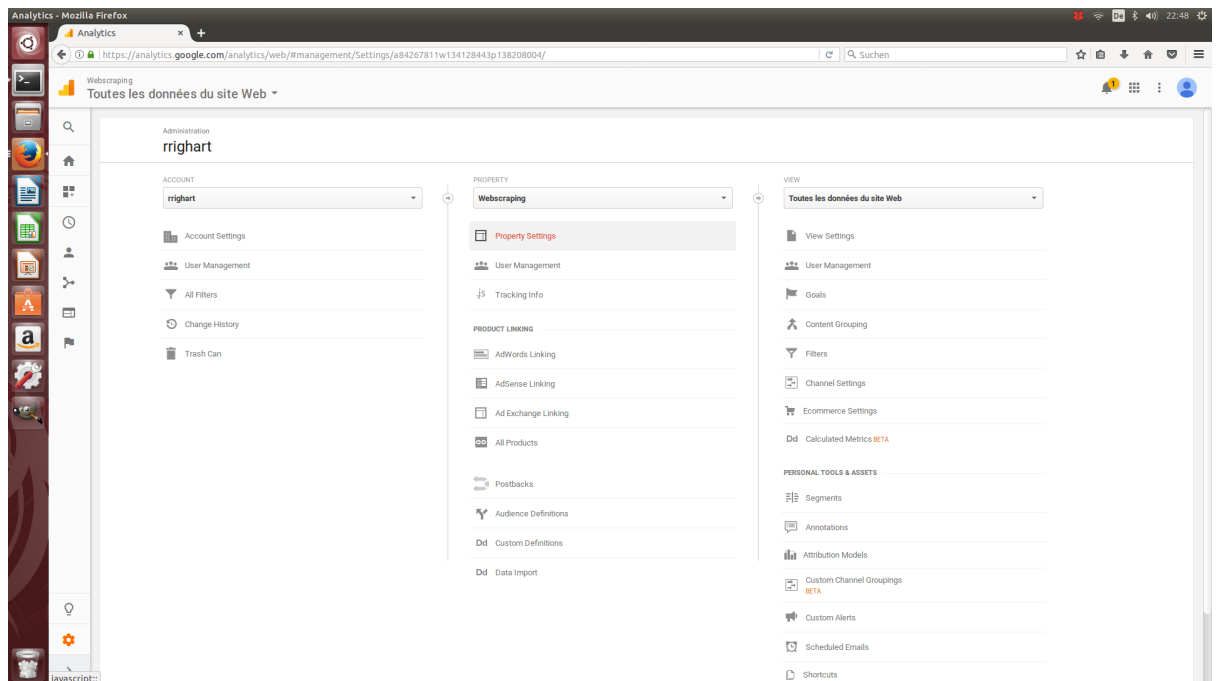 Analytics - Mozilla Firefox
De
22:48
Analytics
https://analytics.google.com/analytics/web/#management/Settings/a84267811w134128443p138208004/
Suchen
Webscraping
Toutes les données du site Web
1
Administration
rrighart
ACCOUNT
rrighart
Account Settings
User Management
All Filters
Change History
Trash Can
PROPERTY
Webscraping
Property Settings
User Management
.js Tracking Info
PRODUCT LINKING
AdWords Linking
AdSense Linking
Ad Exchange Linking
All Products
Postbacks
Audience Definitions
Dd Custom Definitions
Dd Data Import
VIEW
Toutes les données du site Web
View Settings
User Management
Goals
Content Grouping
Filters
Channel Settings
Ecommerce Settings
Dd Calculated Metrics BETA
PERSONAL TOOLS & ASSETS
Segments
Annotations
Attribution Models
Custom Channel Groupings
BETA
Custom Alerts
Scheduled Emails
Shortcuts
javascript:;